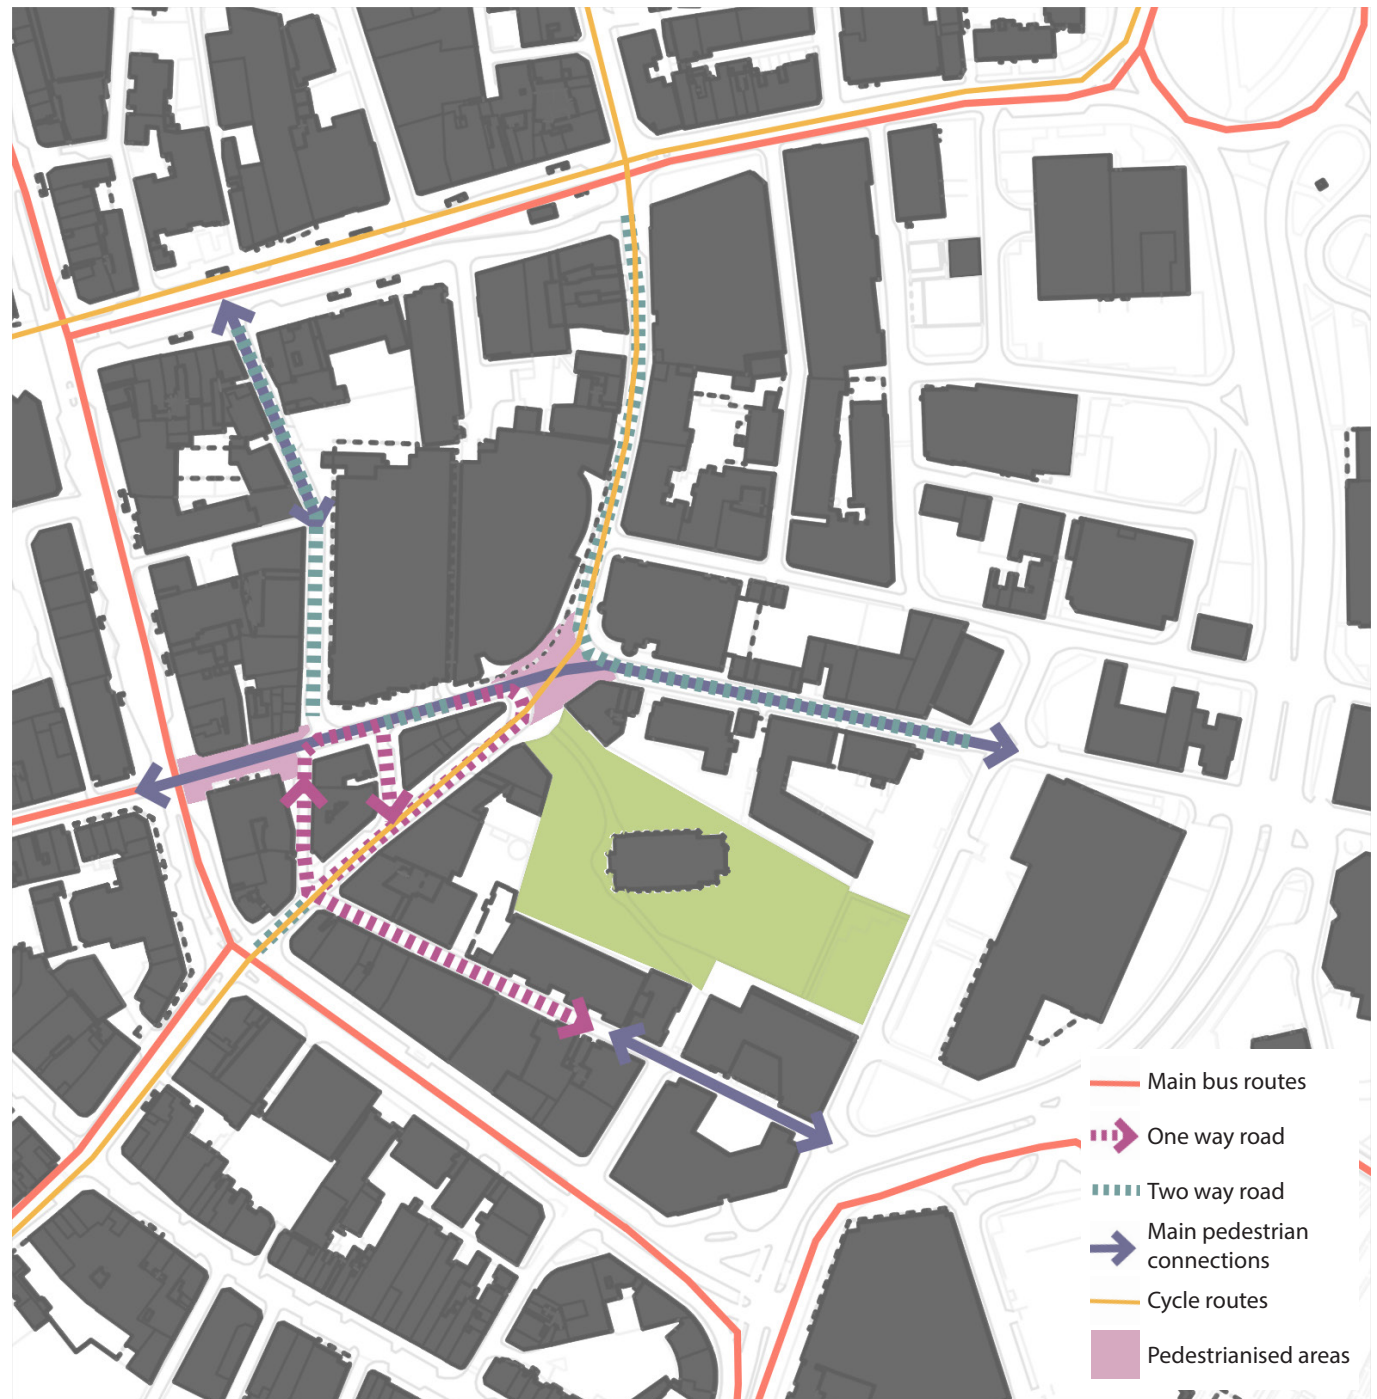 Main bus routes
One way road
Two way road
Main pedestrian
connections
Cycle routes
Pedestrianised areas